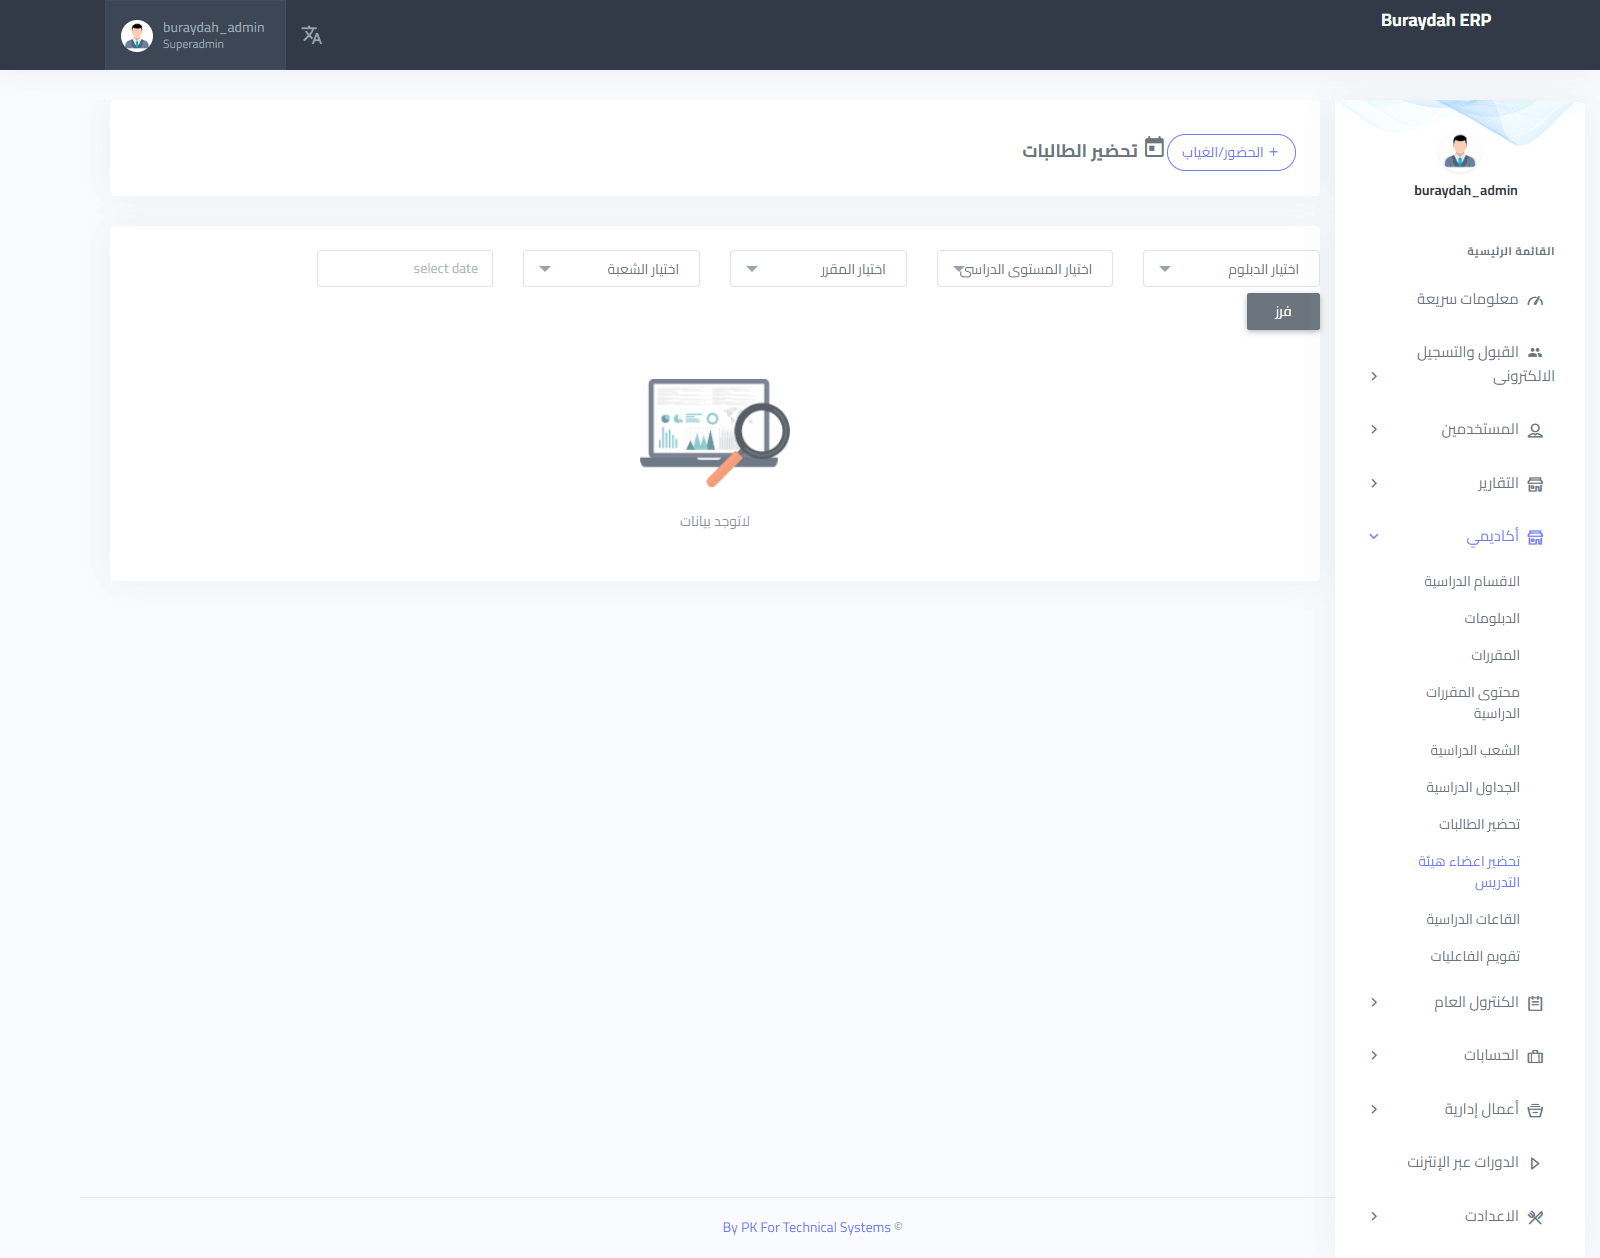 Buraydah ERP
buraydah_admin
Superadmin
buraydah_admin
القائمة الرئيسية
معلومات سريعة
القبول والتسجيل
الالكترونى
المستخدمين
التقارير
أكاديمي
الاقسام الدراسية
الدبلومات
المقررات
محتوى المقررات
الدراسية
الشعب الدراسية
الجداول الدراسية
تحضير الطالبات
تحضير اعضاء هيئة
التدريس
القاعات الدراسية
تقويم الفاعليات
الكنترول العام
الحسابات
أعمال إدارية
الدورات عبر الإنترنت
الاعدادت
+ الحضور/الغياب تحضير الطالبات
اختيار الدبلوم اختيار المستوى الدراسى اختيار المقرر اختيار الشعبة select date
فرز
لاتوجد بيانات
By PK For Technical Systems ©